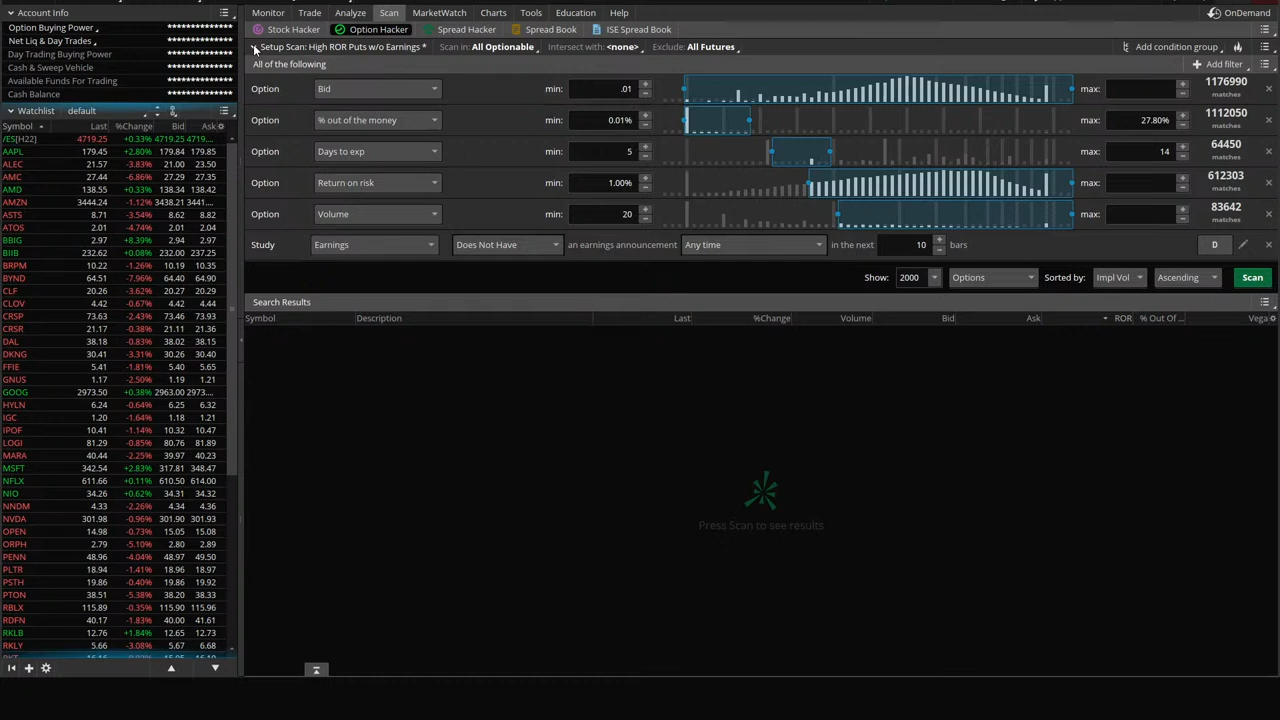 Account Info
Option Buying Power *****************
Net Liq & Day Trades *****************
Day Trading Buying Power *****************
Cash & Sweep Vehicle *****************
Available Funds For Trading *****************
Cash Balance *****************
Watchlist default
Symbol Last %Change Bid Ask
/ES[H22] 4719.25 +0.33% 4719.25 4719....
AAPL 179.45 +2.80% 179.84 179.85
ALEC 21.57 -3.83% 21.00 23.50
AMC 27.44 -6.86% 27.29 27.35
AMD 138.55 +0.33% 138.34 138.42
AMZN 3444.24 -1.12% 3438.21 3441....
ASTS 8.71 -3.54% 8.62 8.82
ATOS 2.01 -4.74% 2.01 2.01
BBIG 2.97 +8.39% 2.94 2.97
BIIB 232.62 +0.08% 232.00 237.25
BRPM 10.22 -1.26% 10.19 10.35
BYND 64.51 -7.96% 64.40 64.90
CLF 20.26 -3.62% 20.27 20.29
CLOV 4.42 -0.67% 4.42 4.44
CRSP 73.63 -2.43% 73.46 73.93
CRSR 21.17 -0.38% 21.11 21.36
DAL 38.18 -0.83% 38.02 38.15
DKNG 30.41 -3.31% 30.26 30.40
FFIE 5.41 -1.81% 5.40 5.65
GNUS 1.17 -2.50% 1.19 1.21
GOOG 2973.50 +0.38% 2963.00 2973....
HYLN 6.24 -0.64% 6.25 6.32
IGC 1.20 -1.64% 1.18 1.21
IPOF 10.41 -1.14% 10.32 10.47
LOGI 81.29 -0.85% 80.76 81.89
MARA 40.44 -2.25% 39.97 40.23
MSFT 342.54 +2.83% 317.81 348.47
NFLX 611.66 +0.11% 610.50 614.00
NIO 34.26 +0.62% 34.31 34.32
NNDM 4.33 -2.26% 4.34 4.36
NVDA 301.98 -0.96% 301.90 301.93
OPEN 14.98 -0.73% 15.05 15.08
ORPH 2.79 -5.10% 2.80 2.89
PENN 48.96 -4.04% 48.97 49.50
PLTR 18.94 -1.41% 18.96 18.98
PSTH 19.86 -0.40% 19.86 19.92
PTON 38.51 -5.38% 38.20 38.33
RBLX 115.89 -0.35% 115.90 115.96
RDFN 40.17 -1.83% 40.00 41.61
RKLB 12.76 +1.84% 12.65 12.73
RKLY 5.66 -3.08% 5.67 6.68
Monitor Trade Analyze Scan MarketWatch Charts Tools Education Help OnDemand
Stock Hacker Option Hacker Spread Hacker Spread Book ISE Spread Book
Setup Scan: High ROR Puts w/o Earnings * Scan in: All Optionable Intersect with: <none> Exclude: All Futures Add condition group
All of the following Add filter
Option Bid min: .01 max: 1176990 matches
Option % out of the money min: 0.01% max: 27.80% 1112050 matches
Option Days to exp min: 5 max: 14 64450 matches
Option Return on risk min: 1.00% max: 612303 matches
Option Volume min: 20 max: 83642 matches
Study Earnings Does Not Have an earnings announcement Any time in the next 10 bars D
Show: 2000 Options Sorted by: Impl Vol Ascending Scan
Search Results
Symbol Description Last %Change Volume Bid Ask ROR % Out Of ... Vega
Press Scan to see results